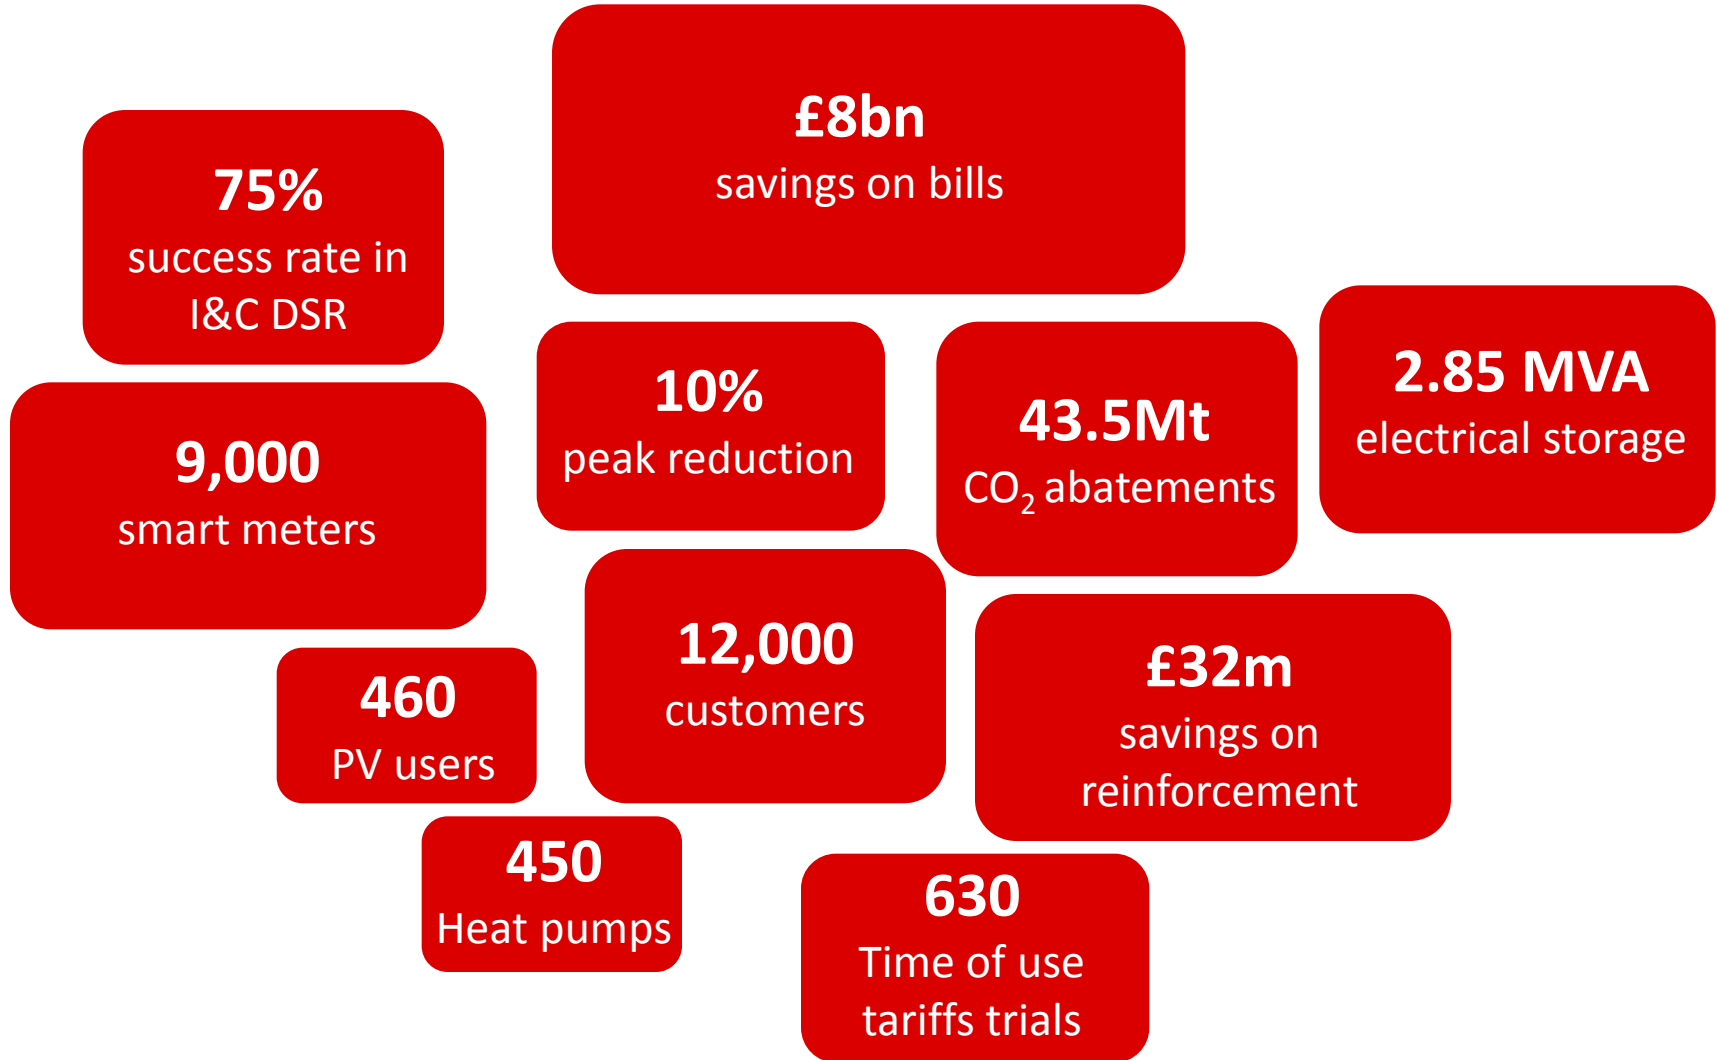 £8bn
savings on bills
75%
success rate in
I&C DSR
10%
peak reduction
43.5Mt
CO₂ abatements
2.85 MVA
electrical storage
9,000
smart meters
12,000
customers
£32m
savings on
reinforcement
460
PV users
450
Heat pumps
630
Time of use
tariffs trials